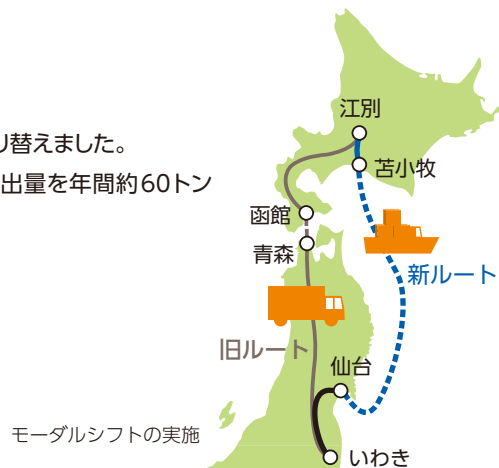 り替えました。
出量を年間約60トン
江別
苫小牧
函館
青森
新ルート
旧ルート
仙台
モーダルシフトの実施
いわき